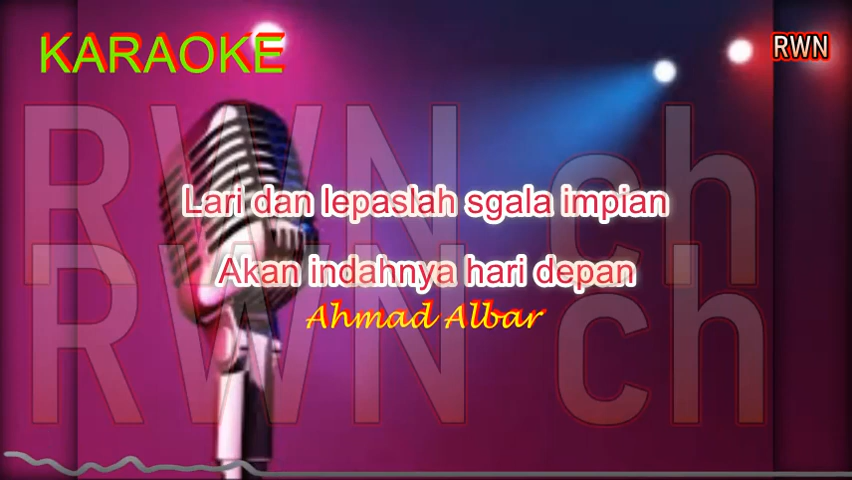 KARAOKE
RWN
RWN ch
Lari dan lepaslah sgala impian
Akan indahnya hari depan
RWN ch
Ahmad Albar